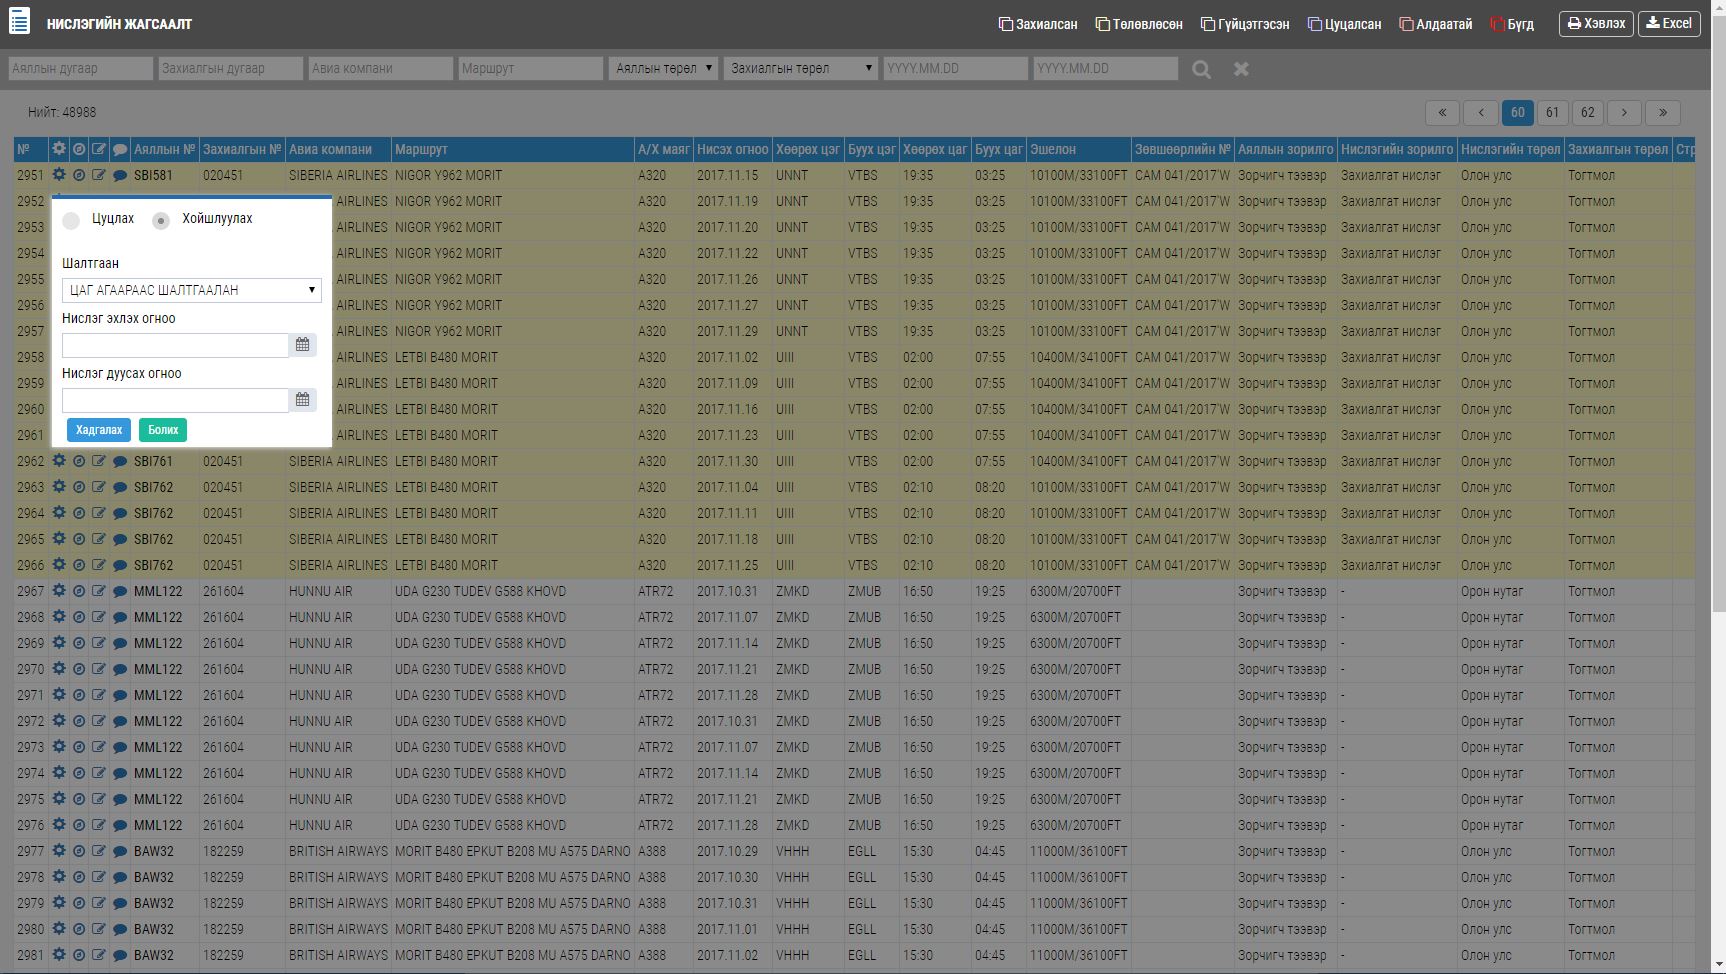 НИСЛЭГИЙН ЖАГСААЛТ Захиалсан Төлөвлөсөн Гүйцэтгэсэн Цуцалсан Алдаатай Бүгд Хэвлэх Excel
Аяллын дугаар Захиалгын дугаар Авиа компани Маршрут Аяллын төрөл Захиалгын төрөл YYYY.MM.DD YYYY.MM.DD
Нийт: 48988 « ‹ 60 61 62 › »
№ Аяллын № Захиалгын № Авиа компани Маршрут А/Х маяг Нисэх огноо Хөөрөх цэг Буух цэг Хөөрөх цаг Буух цаг Эшелон Зөвшөөрлийн № Аяллын зорилго Нислэгийн зорилго Нислэгийн төрөл Захиалгат төрөл Стр
2951 SBI581 020451 SIBERIA AIRLINES NIGOR Y962 MORIT A320 2017.11.15 UNNT VTBS 19:35 03:25 10100M/33100FT CAM 041/2017'W Зорчигч тээвэр Захиалгат нислэг Олон улс Тогтмол
2952 AIRLINES NIGOR Y962 MORIT A320 2017.11.19 UNNT VTBS 19:35 03:25 10100M/33100FT CAM 041/2017'W Зорчигч тээвэр Захиалгат нислэг Олон улс Тогтмол
2953 AIRLINES NIGOR Y962 MORIT A320 2017.11.20 UNNT VTBS 19:35 03:25 10100M/33100FT CAM 041/2017'W Зорчигч тээвэр Захиалгат нислэг Олон улс Тогтмол
2954 AIRLINES NIGOR Y962 MORIT A320 2017.11.22 UNNT VTBS 19:35 03:25 10100M/33100FT CAM 041/2017'W Зорчигч тээвэр Захиалгат нислэг Олон улс Тогтмол
2955 AIRLINES NIGOR Y962 MORIT A320 2017.11.26 UNNT VTBS 19:35 03:25 10100M/33100FT CAM 041/2017'W Зорчигч тээвэр Захиалгат нислэг Олон улс Тогтмол
2956 AIRLINES NIGOR Y962 MORIT A320 2017.11.27 UNNT VTBS 19:35 03:25 10100M/33100FT CAM 041/2017'W Зорчигч тээвэр Захиалгат нислэг Олон улс Тогтмол
2957 AIRLINES NIGOR Y962 MORIT A320 2017.11.29 UNNT VTBS 19:35 03:25 10100M/33100FT CAM 041/2017'W Зорчигч тээвэр Захиалгат нислэг Олон улс Тогтмол
2958 AIRLINES LETBI B480 MORIT A320 2017.11.02 UIII VTBS 02:00 07:55 10400M/34100FT CAM 041/2017'W Зорчигч тээвэр Захиалгат нислэг Олон улс Тогтмол
2959 AIRLINES LETBI B480 MORIT A320 2017.11.09 UIII VTBS 02:00 07:55 10400M/34100FT CAM 041/2017'W Зорчигч тээвэр Захиалгат нислэг Олон улс Тогтмол
2960 AIRLINES LETBI B480 MORIT A320 2017.11.16 UIII VTBS 02:00 07:55 10400M/34100FT CAM 041/2017'W Зорчигч тээвэр Захиалгат нислэг Олон улс Тогтмол
2961 AIRLINES LETBI B480 MORIT A320 2017.11.23 UIII VTBS 02:00 07:55 10400M/34100FT CAM 041/2017'W Зорчигч тээвэр Захиалгат нислэг Олон улс Тогтмол
Цуцлах Хойшлуулах
Шалтгаан
ЦАГ АГААРААС ШАЛТГААЛАН
Нислэг эхлэх огноо
Нислэг дуусах огноо
Хадгалах Болих
2962 SBI761 020451 SIBERIA AIRLINES LETBI B480 MORIT A320 2017.11.30 UIII VTBS 02:00 07:55 10400M/34100FT CAM 041/2017'W Зорчигч тээвэр Захиалгат нислэг Олон улс Тогтмол
2963 SBI762 020451 SIBERIA AIRLINES LETBI B480 MORIT A320 2017.11.04 UIII VTBS 02:10 08:20 10100M/33100FT CAM 041/2017'W Зорчигч тээвэр Захиалгат нислэг Олон улс Тогтмол
2964 SBI762 020451 SIBERIA AIRLINES LETBI B480 MORIT A320 2017.11.11 UIII VTBS 02:10 08:20 10100M/33100FT CAM 041/2017'W Зорчигч тээвэр Захиалгат нислэг Олон улс Тогтмол
2965 SBI762 020451 SIBERIA AIRLINES LETBI B480 MORIT A320 2017.11.18 UIII VTBS 02:10 08:20 10100M/33100FT CAM 041/2017'W Зорчигч тээвэр Захиалгат нислэг Олон улс Тогтмол
2966 SBI762 020451 SIBERIA AIRLINES LETBI B480 MORIT A320 2017.11.25 UIII VTBS 02:10 08:20 10100M/33100FT CAM 041/2017'W Зорчигч тээвэр Захиалгат нислэг Олон улс Тогтмол
2967 MML122 261604 HUNNU AIR UDA G230 TUDEV G588 KHOVD ATR72 2017.10.31 ZMKD ZMUB 16:50 19:25 6300M/20700FT Зорчигч тээвэр - Орон нутаг Тогтмол
2968 MML122 261604 HUNNU AIR UDA G230 TUDEV G588 KHOVD ATR72 2017.11.07 ZMKD ZMUB 16:50 19:25 6300M/20700FT Зорчигч тээвэр - Орон нутаг Тогтмол
2969 MML122 261604 HUNNU AIR UDA G230 TUDEV G588 KHOVD ATR72 2017.11.14 ZMKD ZMUB 16:50 19:25 6300M/20700FT Зорчигч тээвэр - Орон нутаг Тогтмол
2970 MML122 261604 HUNNU AIR UDA G230 TUDEV G588 KHOVD ATR72 2017.11.21 ZMKD ZMUB 16:50 19:25 6300M/20700FT Зорчигч тээвэр - Орон нутаг Тогтмол
2971 MML122 261604 HUNNU AIR UDA G230 TUDEV G588 KHOVD ATR72 2017.11.28 ZMKD ZMUB 16:50 19:25 6300M/20700FT Зорчигч тээвэр - Орон нутаг Тогтмол
2972 MML122 261604 HUNNU AIR UDA G230 TUDEV G588 KHOVD ATR72 2017.10.31 ZMKD ZMUB 16:50 19:25 6300M/20700FT Зорчигч тээвэр - Орон нутаг Тогтмол
2973 MML122 261604 HUNNU AIR UDA G230 TUDEV G588 KHOVD ATR72 2017.11.07 ZMKD ZMUB 16:50 19:25 6300M/20700FT Зорчигч тээвэр - Орон нутаг Тогтмол
2974 MML122 261604 HUNNU AIR UDA G230 TUDEV G588 KHOVD ATR72 2017.11.14 ZMKD ZMUB 16:50 19:25 6300M/20700FT Зорчигч тээвэр - Орон нутаг Тогтмол
2975 MML122 261604 HUNNU AIR UDA G230 TUDEV G588 KHOVD ATR72 2017.11.21 ZMKD ZMUB 16:50 19:25 6300M/20700FT Зорчигч тээвэр - Орон нутаг Тогтмол
2976 MML122 261604 HUNNU AIR UDA G230 TUDEV G588 KHOVD ATR72 2017.11.28 ZMKD ZMUB 16:50 19:25 6300M/20700FT Зорчигч тээвэр - Орон нутаг Тогтмол
2977 BAW32 182259 BRITISH AIRWAYS MORIT B480 EPKUT B208 MU A575 DARNO A388 2017.10.29 VHHH EGLL 15:30 04:45 11000M/36100FT Зорчигч тээвэр - Олон улс Тогтмол
2978 BAW32 182259 BRITISH AIRWAYS MORIT B480 EPKUT B208 MU A575 DARNO A388 2017.10.30 VHHH EGLL 15:30 04:45 11000M/36100FT Зорчигч тээвэр - Олон улс Тогтмол
2979 BAW32 182259 BRITISH AIRWAYS MORIT B480 EPKUT B208 MU A575 DARNO A388 2017.10.31 VHHH EGLL 15:30 04:45 11000M/36100FT Зорчигч тээвэр - Олон улс Тогтмол
2980 BAW32 182259 BRITISH AIRWAYS MORIT B480 EPKUT B208 MU A575 DARNO A388 2017.11.01 VHHH EGLL 15:30 04:45 11000M/36100FT Зорчигч тээвэр - Олон улс Тогтмол
2981 BAW32 182259 BRITISH AIRWAYS MORIT B480 EPKUT B208 MU A575 DARNO A388 2017.11.02 VHHH EGLL 15:30 04:45 11000M/36100FT Зорчигч тээвэр - Олон улс Тогтмол